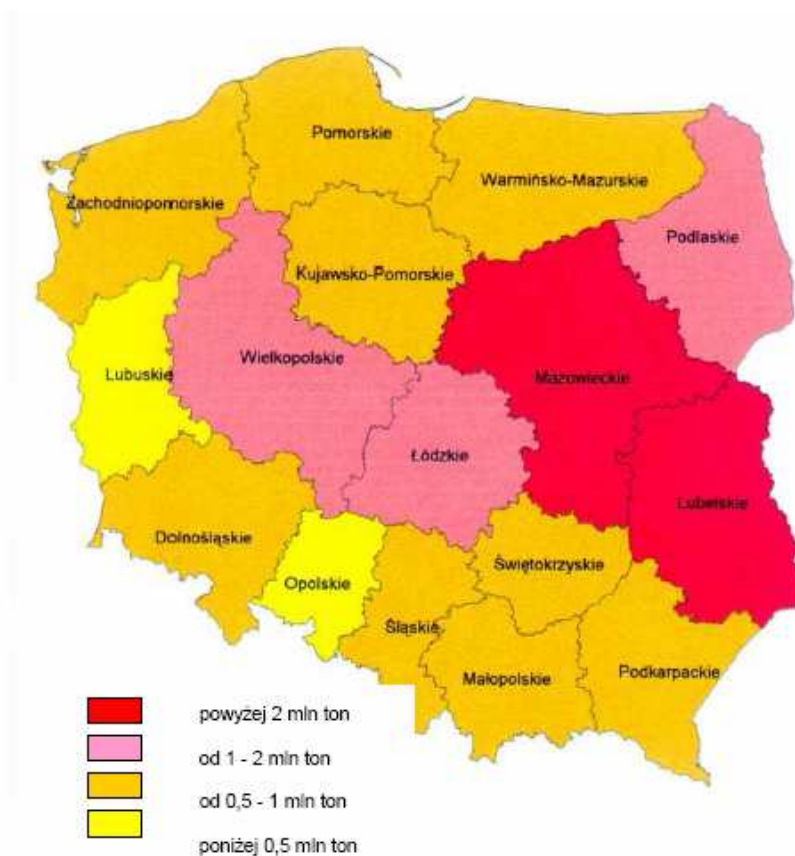 Pomorskie
Warmińsko-Mazurskie
Zachodniopomorskie
Podlaskie
Kujawsko-Pomorskie
Wielkopolskie
Lubuskie
Mazowieckie
Łódzkie
Lubelskie
Dolnośląskie
Świętokrzyskie
Opolskie
Śląskie
Małopolskie
Podkarpackie
powyżej 2 mln ton
od 1 - 2 mln ton
od 0,5 - 1 mln ton
poniżej 0,5 mln ton